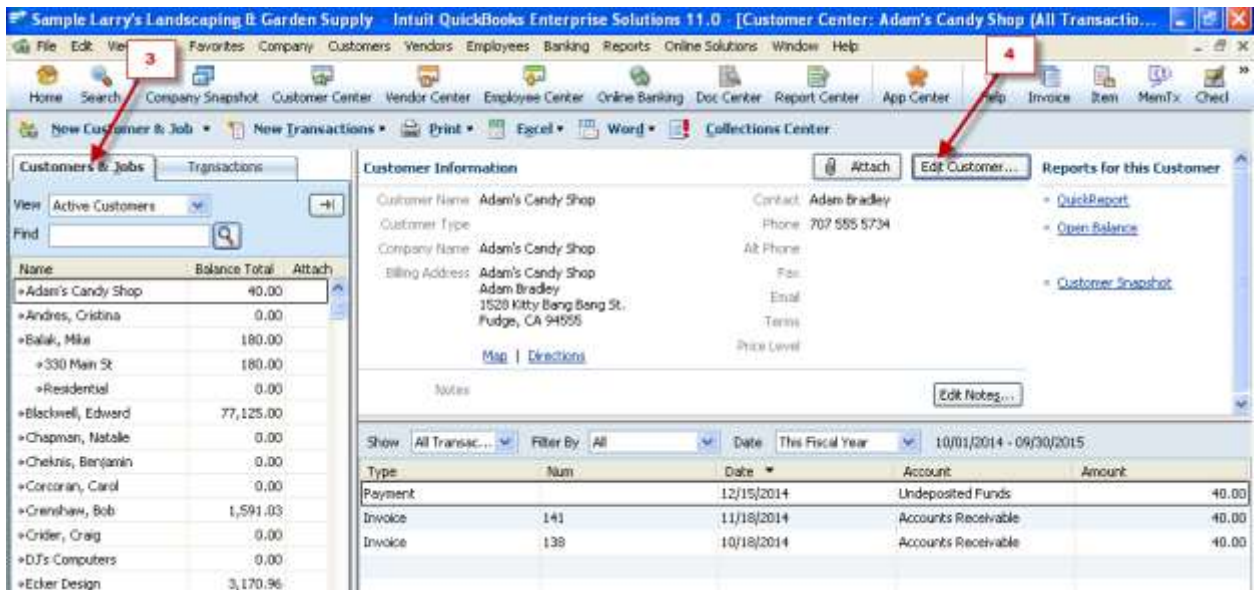 Sample Larry's Landscaping & Garden Supply - Intuit QuickBooks Enterprise Solutions 11.0 - [Customer Center: Adam's Candy Shop (All Transactio...
File Edit Favorites Company Customers Vendors Employees Banking Reports Online Solutions Window Help
3
4
Home Search Company Snapshot Customer Center Vendor Center Employee Center Online Banking Doc Center Report Center App Center Help Invoice Item MemTx Checl
New Customer & Job New Transactions Print Excel Word Collections Center
Customers & Jobs Transactions
View Active Customers
Find
Name Balance Total Attach
Adam's Candy Shop 40.00
Andres, Cristina 0.00
Balak, Mike 180.00
330 Main St 180.00
Residential 0.00
Blackwell, Edward 77,125.00
Chapman, Natalie 0.00
Cheknis, Benjamin 0.00
Corcoran, Carol 0.00
Crenshaw, Bob 1,591.03
Crider, Craig 0.00
DJ's Computers 0.00
Ecker Design 3,170.96
Customer Information Attach Edit Customer...
Customer Name Adam's Candy Shop
Customer Type
Company Name Adam's Candy Shop
Billing Address Adam's Candy Shop
Adam Bradley
1528 Kitty Bang Bang St.
Fudge, CA 94555
Map | Directions
Contact Adam Bradley
Phone 707 555 5734
Alt Phone
Fax
Email
Terms
Price Level
Notes
Edit Notes...
Reports for this Customer
QuickReport
Open Balance
Customer Snapshot
Show All Transac... Filter By All Date This Fiscal Year 10/01/2014 - 09/30/2015
Type Num Date Account Amount
Payment 12/15/2014 Undeposited Funds 40.00
Invoice 141 11/18/2014 Accounts Receivable 40.00
Invoice 138 10/18/2014 Accounts Receivable 40.00